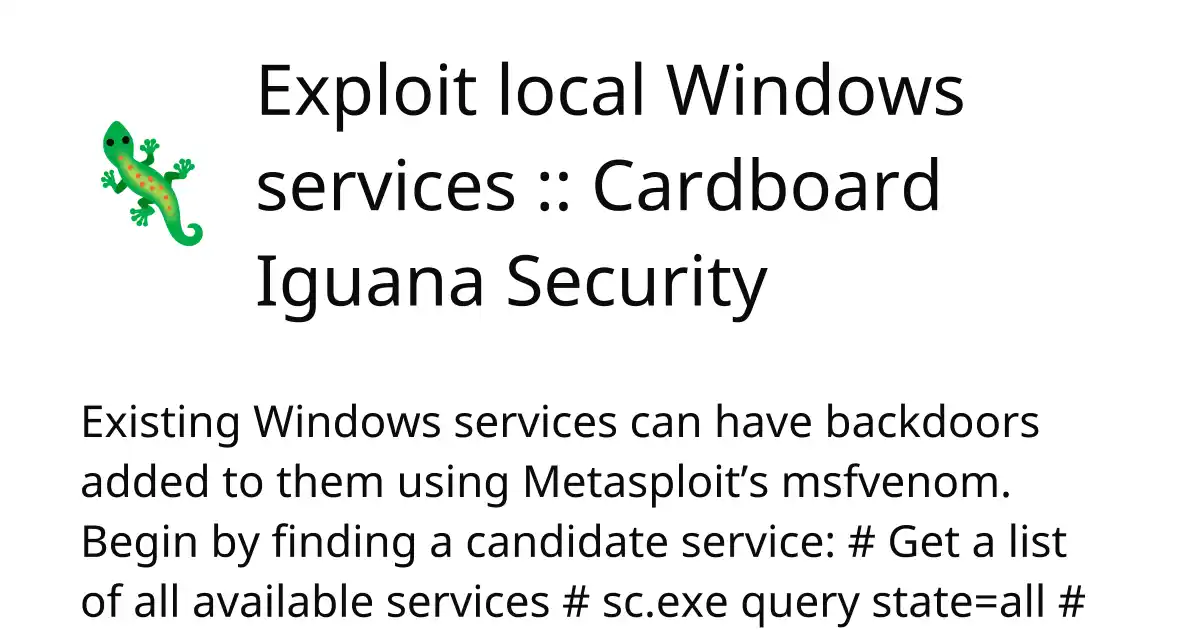 Exploit local Windows
services :: Cardboard
Iguana Security
Existing Windows services can have backdoors
added to them using Metasploit’s msfvenom.
Begin by finding a candidate service: # Get a list
of all available services # sc.exe query state=all #